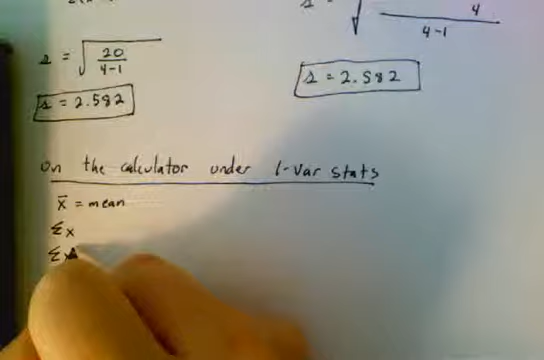 s = √20/4-1
s = 2.582
4
4-1
s = 2.582
On the calculator under 1-Var stats
x̄ = mean
Σx
Σx